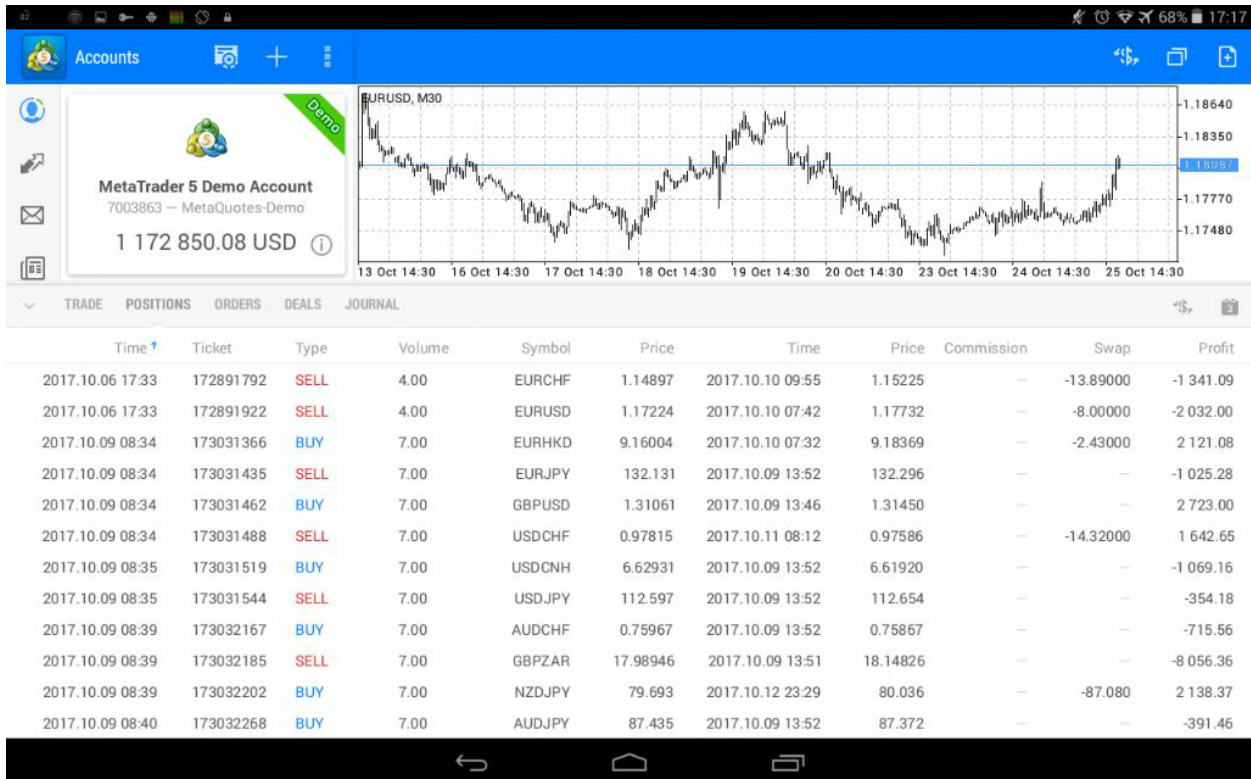 68% 17:17
Accounts
Demo
MetaTrader 5 Demo Account
7003863 — MetaQuotes-Demo
1 172 850.08 USD
EURUSD, M30
1.18640
1.18350
1.18087
1.17770
1.17480
13 Oct 14:30 16 Oct 14:30 17 Oct 14:30 18 Oct 14:30 19 Oct 14:30 20 Oct 14:30 23 Oct 14:30 24 Oct 14:30 25 Oct 14:30
TRADE POSITIONS ORDERS DEALS JOURNAL
Time Ticket Type Volume Symbol Price Time Price Commission Swap Profit
2017.10.06 17:33 172891792 SELL 4.00 EURCHF 1.14897 2017.10.10 09:55 1.15225 — -13.89000 -1 341.09
2017.10.06 17:33 172891922 SELL 4.00 EURUSD 1.17224 2017.10.10 07:42 1.17732 — -8.00000 -2 032.00
2017.10.09 08:34 173031366 BUY 7.00 EURHKD 9.16004 2017.10.10 07:32 9.18369 — -2.43000 2 121.08
2017.10.09 08:34 173031435 SELL 7.00 EURJPY 132.131 2017.10.09 13:52 132.296 — — -1 025.28
2017.10.09 08:34 173031462 BUY 7.00 GBPUSD 1.31061 2017.10.09 13:46 1.31450 — — 2 723.00
2017.10.09 08:34 173031488 SELL 7.00 USDCHF 0.97815 2017.10.11 08:12 0.97586 — -14.32000 1 642.65
2017.10.09 08:35 173031519 BUY 7.00 USDCNH 6.62931 2017.10.09 13:52 6.61920 — — -1 069.16
2017.10.09 08:35 173031544 SELL 7.00 USDJPY 112.597 2017.10.09 13:52 112.654 — — -354.18
2017.10.09 08:39 173032167 BUY 7.00 AUDCHF 0.75967 2017.10.09 13:52 0.75867 — — -715.56
2017.10.09 08:39 173032185 SELL 7.00 GBPZAR 17.98946 2017.10.09 13:51 18.14826 — — -8 056.36
2017.10.09 08:39 173032202 BUY 7.00 NZDJPY 79.693 2017.10.12 23:29 80.036 — -87.080 2 138.37
2017.10.09 08:40 173032268 BUY 7.00 AUDJPY 87.435 2017.10.09 13:52 87.372 — — -391.46